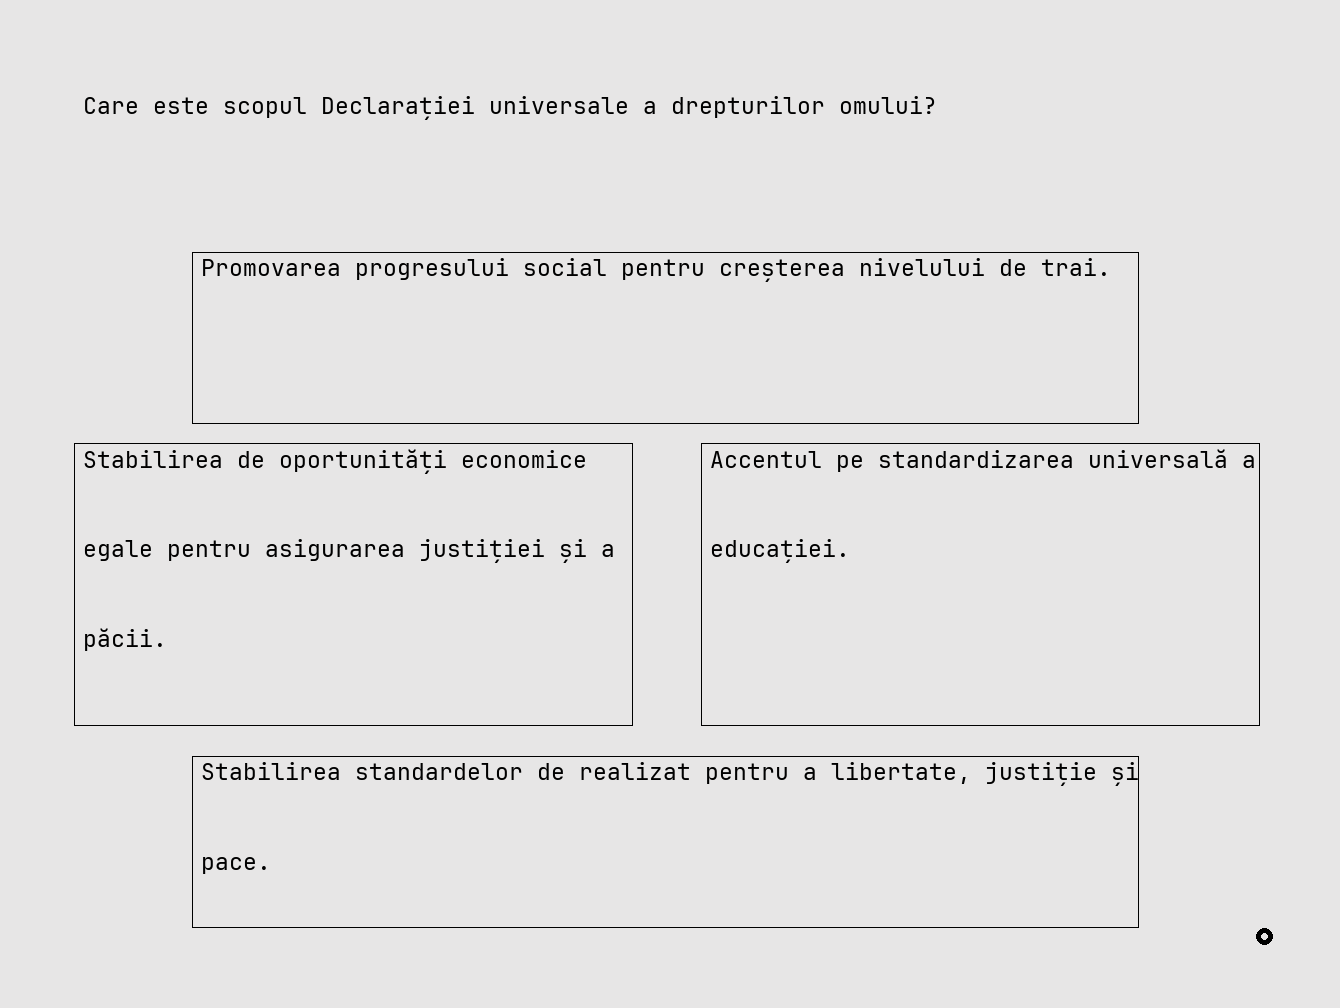 Care este scopul Declarației universale a drepturilor omului?
Promovarea progresului social pentru creșterea nivelului de trai.
Stabilirea de oportunități economice
egale pentru asigurarea justiției și a
păcii.
Accentul pe standardizarea universală a
educației.
Stabilirea standardelor de realizat pentru a libertate, justiție și
pace.